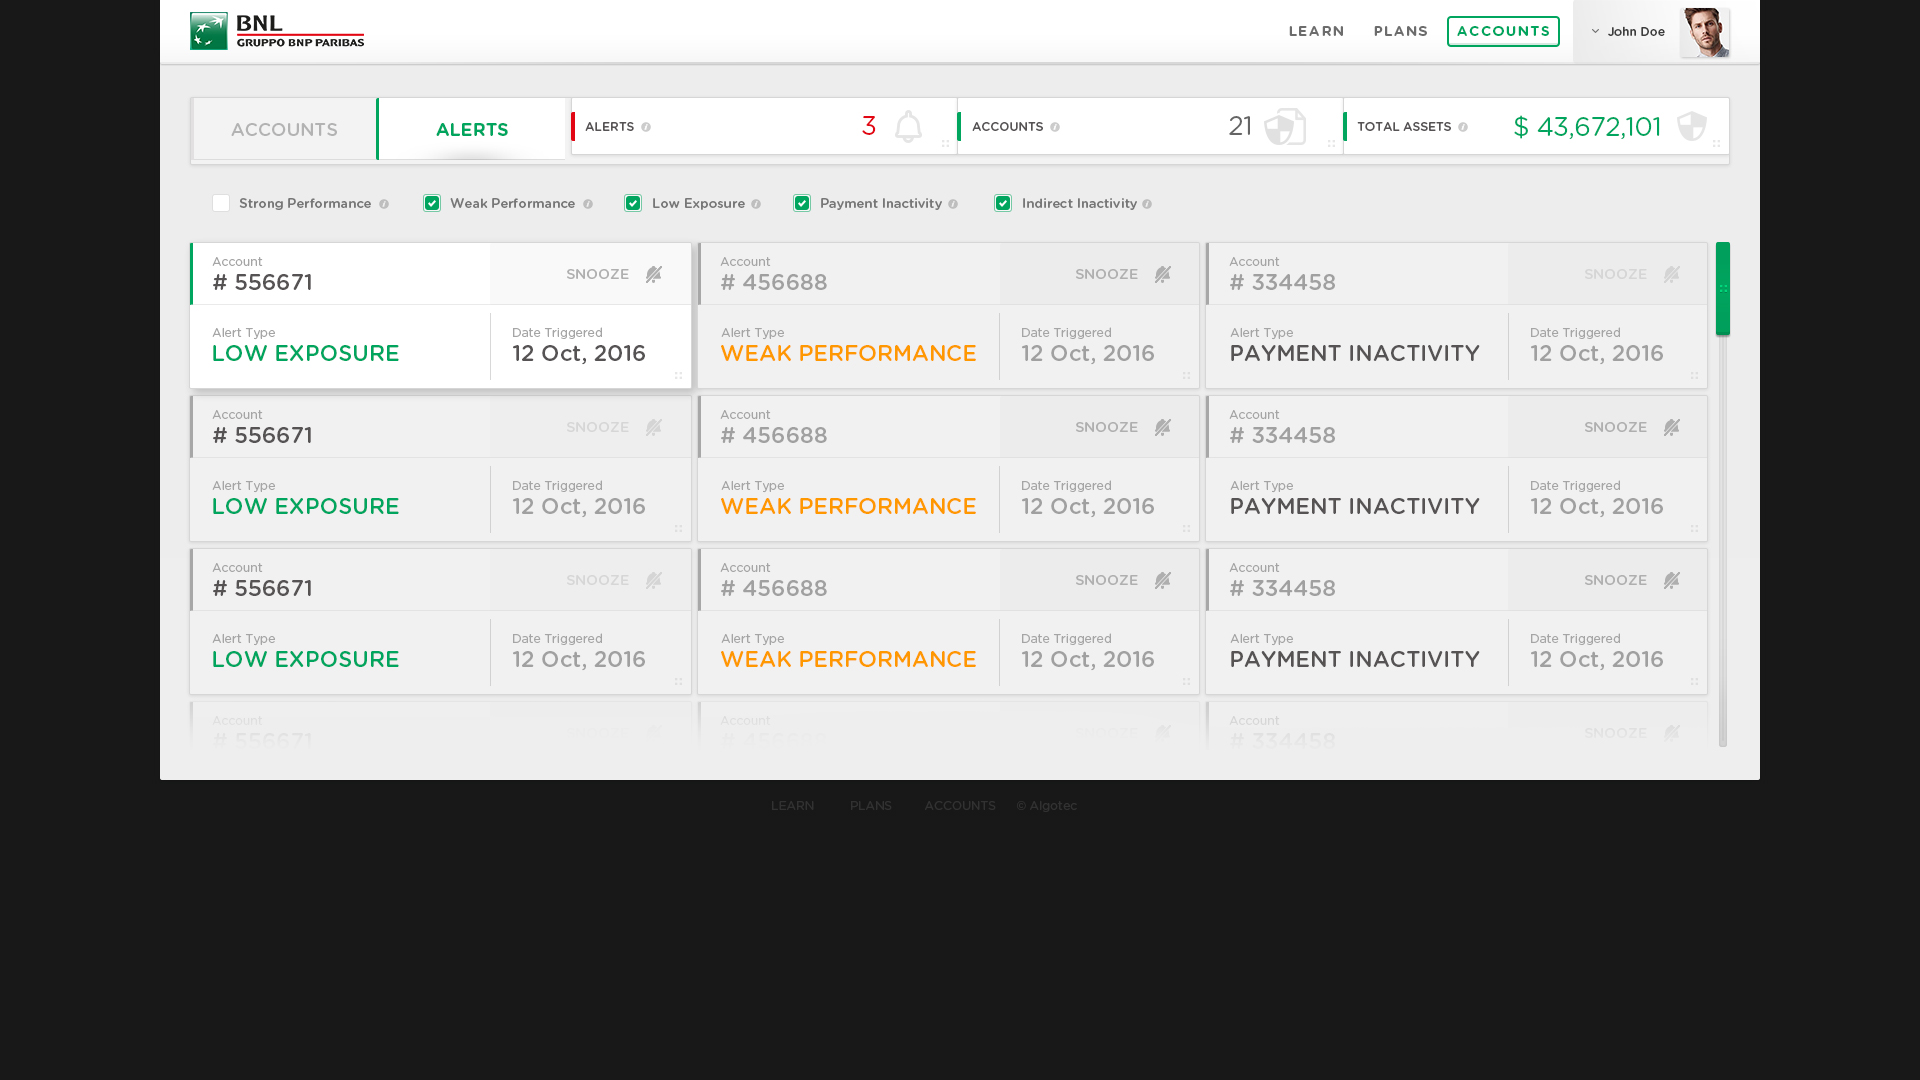 BNL
GRUPPO BNP PARIBAS
LEARN
PLANS
ACCOUNTS
John Doe
ACCOUNTS
ALERTS
ALERTS
3
ACCOUNTS
21
TOTAL ASSETS
$ 43,672,101
Strong Performance
Weak Performance
Low Exposure
Payment Inactivity
Indirect Inactivity
Account
# 556671
SNOOZE
Alert Type
LOW EXPOSURE
Date Triggered
12 Oct, 2016
Account
# 456688
SNOOZE
Alert Type
WEAK PERFORMANCE
Date Triggered
12 Oct, 2016
Account
# 334458
SNOOZE
Alert Type
PAYMENT INACTIVITY
Date Triggered
12 Oct, 2016
Account
# 556671
SNOOZE
Alert Type
LOW EXPOSURE
Date Triggered
12 Oct, 2016
Account
# 456688
SNOOZE
Alert Type
WEAK PERFORMANCE
Date Triggered
12 Oct, 2016
Account
# 334458
SNOOZE
Alert Type
PAYMENT INACTIVITY
Date Triggered
12 Oct, 2016
Account
# 556671
SNOOZE
Alert Type
LOW EXPOSURE
Date Triggered
12 Oct, 2016
Account
# 456688
SNOOZE
Alert Type
WEAK PERFORMANCE
Date Triggered
12 Oct, 2016
Account
# 334458
SNOOZE
Alert Type
PAYMENT INACTIVITY
Date Triggered
12 Oct, 2016
Account
# 556671
Account
# 456688
SNOOZE
Account
# 334458
SNOOZE
LEARN
PLANS
ACCOUNTS
© Algotec